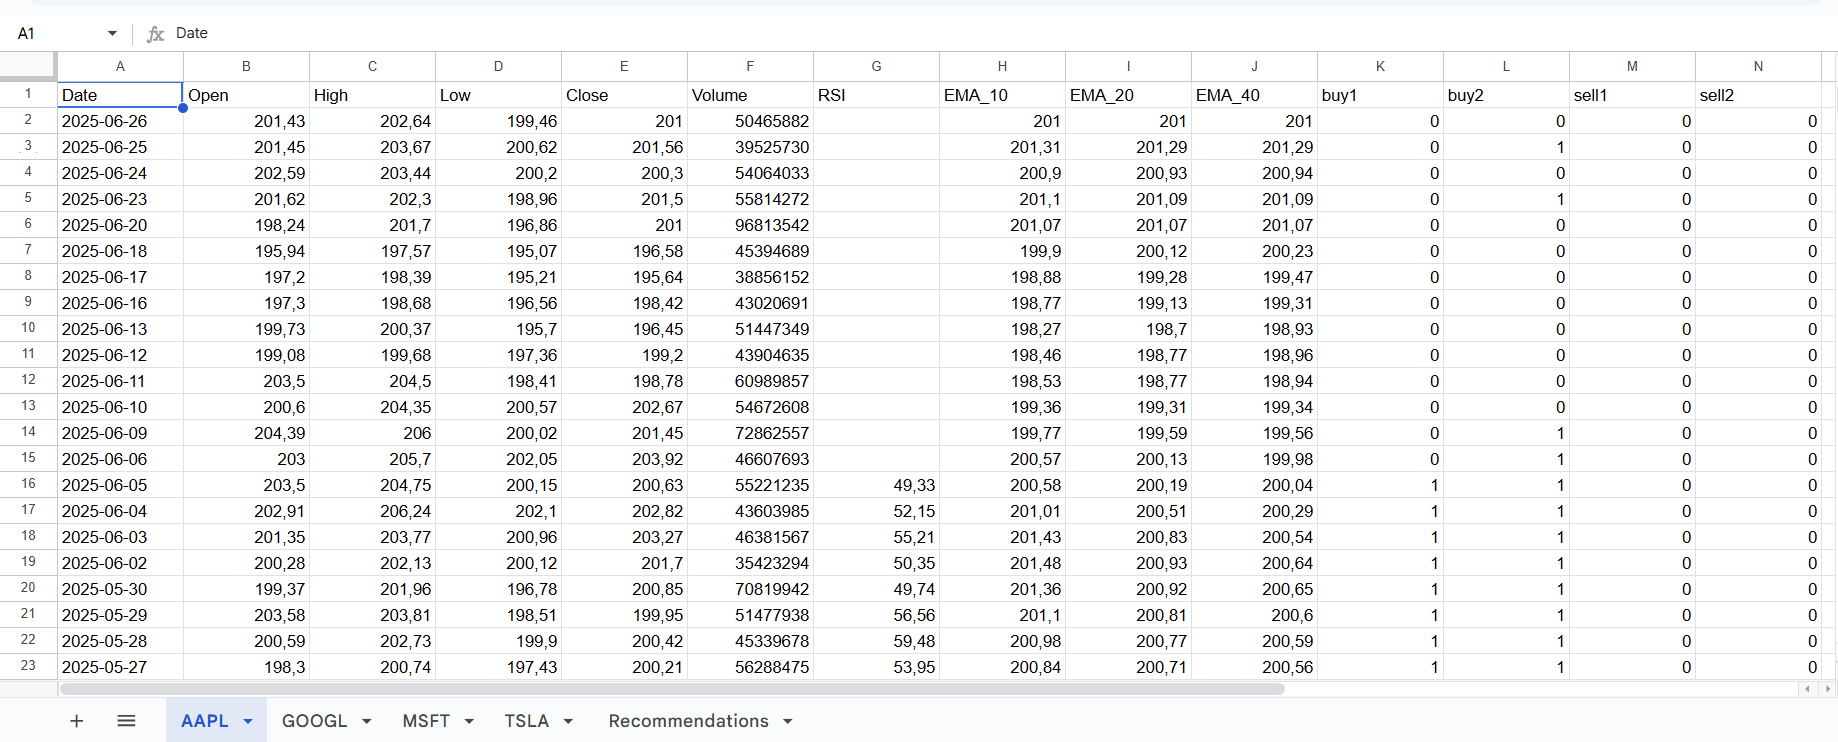 A1 fx Date
A B C D E F G H I J K L M N
1 Date Open High Low Close Volume RSI EMA_10 EMA_20 EMA_40 buy1 buy2 sell1 sell2
2 2025-06-26 201,43 202,64 199,46 201 50465882 201 201 201 0 0 0 0
3 2025-06-25 201,45 203,67 200,62 201,56 39525730 201,31 201,29 201,29 0 1 0 0
4 2025-06-24 202,59 203,44 200,2 200,3 54064033 200,9 200,93 200,94 0 0 0 0
5 2025-06-23 201,62 202,3 198,96 201,5 55814272 201,1 201,09 201,09 0 1 0 0
6 2025-06-20 198,24 201,7 196,86 201 96813542 201,07 201,07 201,07 0 0 0 0
7 2025-06-18 195,94 197,57 195,07 196,58 45394689 199,9 200,12 200,23 0 0 0 0
8 2025-06-17 197,2 198,39 195,21 195,64 38856152 198,88 199,28 199,47 0 0 0 0
9 2025-06-16 197,3 198,68 196,56 198,42 43020691 198,77 199,13 199,31 0 0 0 0
10 2025-06-13 199,73 200,37 195,7 196,45 51447349 198,27 198,7 198,93 0 0 0 0
11 2025-06-12 199,08 199,68 197,36 199,2 43904635 198,46 198,77 198,96 0 0 0 0
12 2025-06-11 203,5 204,5 198,41 198,78 60989857 198,53 198,77 198,94 0 0 0 0
13 2025-06-10 200,6 204,35 200,57 202,67 54672608 199,36 199,31 199,34 0 0 0 0
14 2025-06-09 204,39 206 200,02 201,45 72862557 199,77 199,59 199,56 0 1 0 0
15 2025-06-06 203 205,7 202,05 203,92 46607693 200,57 200,13 199,98 0 1 0 0
16 2025-06-05 203,5 204,75 200,15 200,63 55221235 49,33 200,58 200,19 200,04 1 1 0 0
17 2025-06-04 202,91 206,24 202,1 202,82 43603985 52,15 201,01 200,51 200,29 1 1 0 0
18 2025-06-03 201,35 203,77 200,96 203,27 46381567 55,21 201,43 200,83 200,54 1 1 0 0
19 2025-06-02 200,28 202,13 200,12 201,7 35423294 50,35 201,48 200,93 200,64 1 1 0 0
20 2025-05-30 199,37 201,96 196,78 200,85 70819942 49,74 201,36 200,92 200,65 1 1 0 0
21 2025-05-29 203,58 203,81 198,51 199,95 51477938 56,56 201,1 200,81 200,6 1 1 0 0
22 2025-05-28 200,59 202,73 199,9 200,42 45339678 59,48 200,98 200,77 200,59 1 1 0 0
23 2025-05-27 198,3 200,74 197,43 200,21 56288475 53,95 200,84 200,71 200,56 1 1 0 0
AAPL GOOGL MSFT TSLA Recommendations